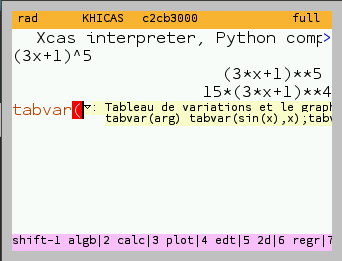 rad KHICAS c2cb3000 full
Xcas interpreter, Python comp>
(3x+1)^5
(3*x+1)**5
15*(3*x+1)**4
tabvar( : Tableau de variations et le grap
tabvar(arg) tabvar(sin(x),x);tab
shift-1 algb|2 calc|3 plot|4 edt|5 2d|6 regr|7